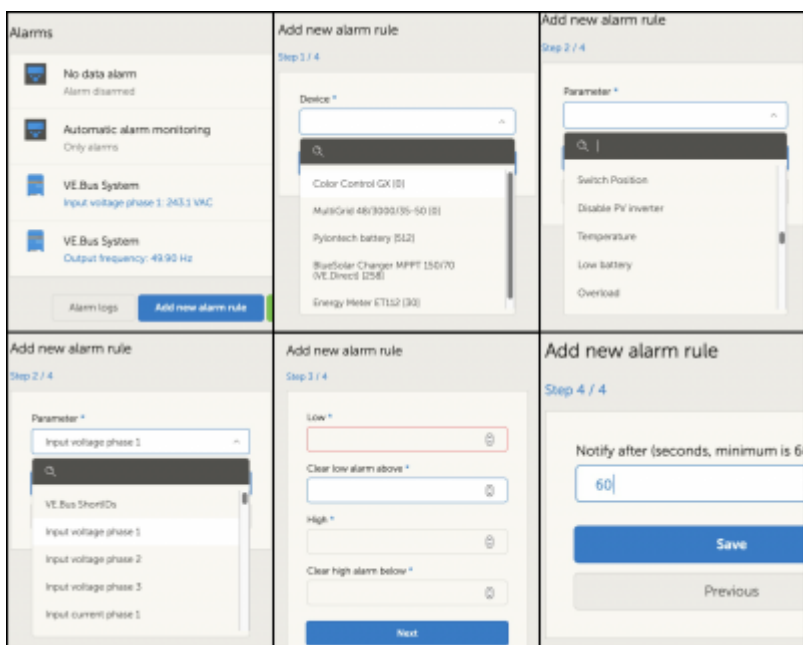 Alarms
No data alarm
Alarm disarmed
Automatic alarm monitoring
Only alarms
VE.Bus System
Input voltage phase 1: 243.1 VAC
VE.Bus System
Output frequency: 49.90 Hz
Alarm logs
Add new alarm rule
Add new alarm rule
Step 1 / 4
Device *
Color Control GX [0]
MultiGrid 48/3000/35-50 [0]
Pylontech battery [512]
BlueSolar Charger MPPT 150/70
(VE.Direct) [258]
Energy Meter ET112 [30]
Add new alarm rule
Step 2 / 4
Parameter *
Switch Position
Disable PV inverter
Temperature
Low battery
Overload
Add new alarm rule
Step 2 / 4
Parameter *
Input voltage phase 1
VE.Bus ShortIDs
Input voltage phase 1
Input voltage phase 2
Input voltage phase 3
Input current phase 1
Add new alarm rule
Step 3 / 4
Low *
Clear low alarm above *
High *
Clear high alarm below *
Next
Add new alarm rule
Step 4 / 4
Notify after (seconds, minimum is 6
60
Save
Previous